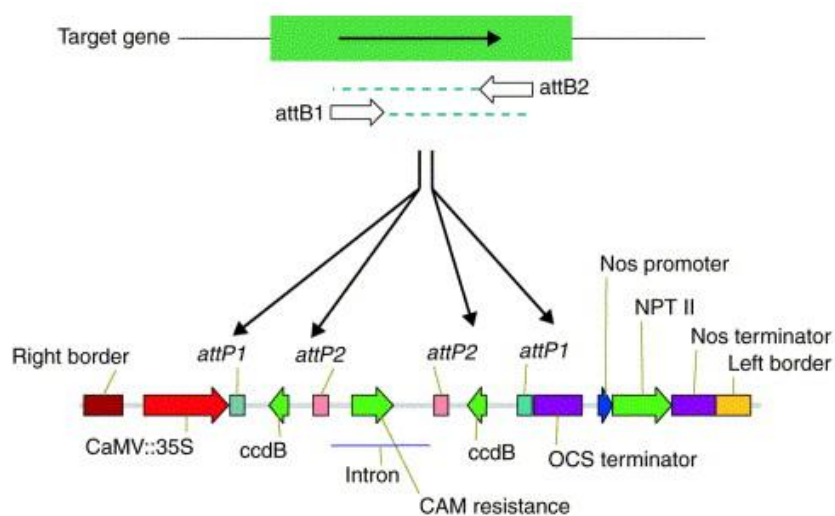 Target gene
attB2
attB1
Nos promoter
NPT II
Nos terminator
Right border
attP1
attP2
attP2
attP1
Left border
CaMV::35S
ccdB
Intron
ccdB
OCS terminator
CAM resistance